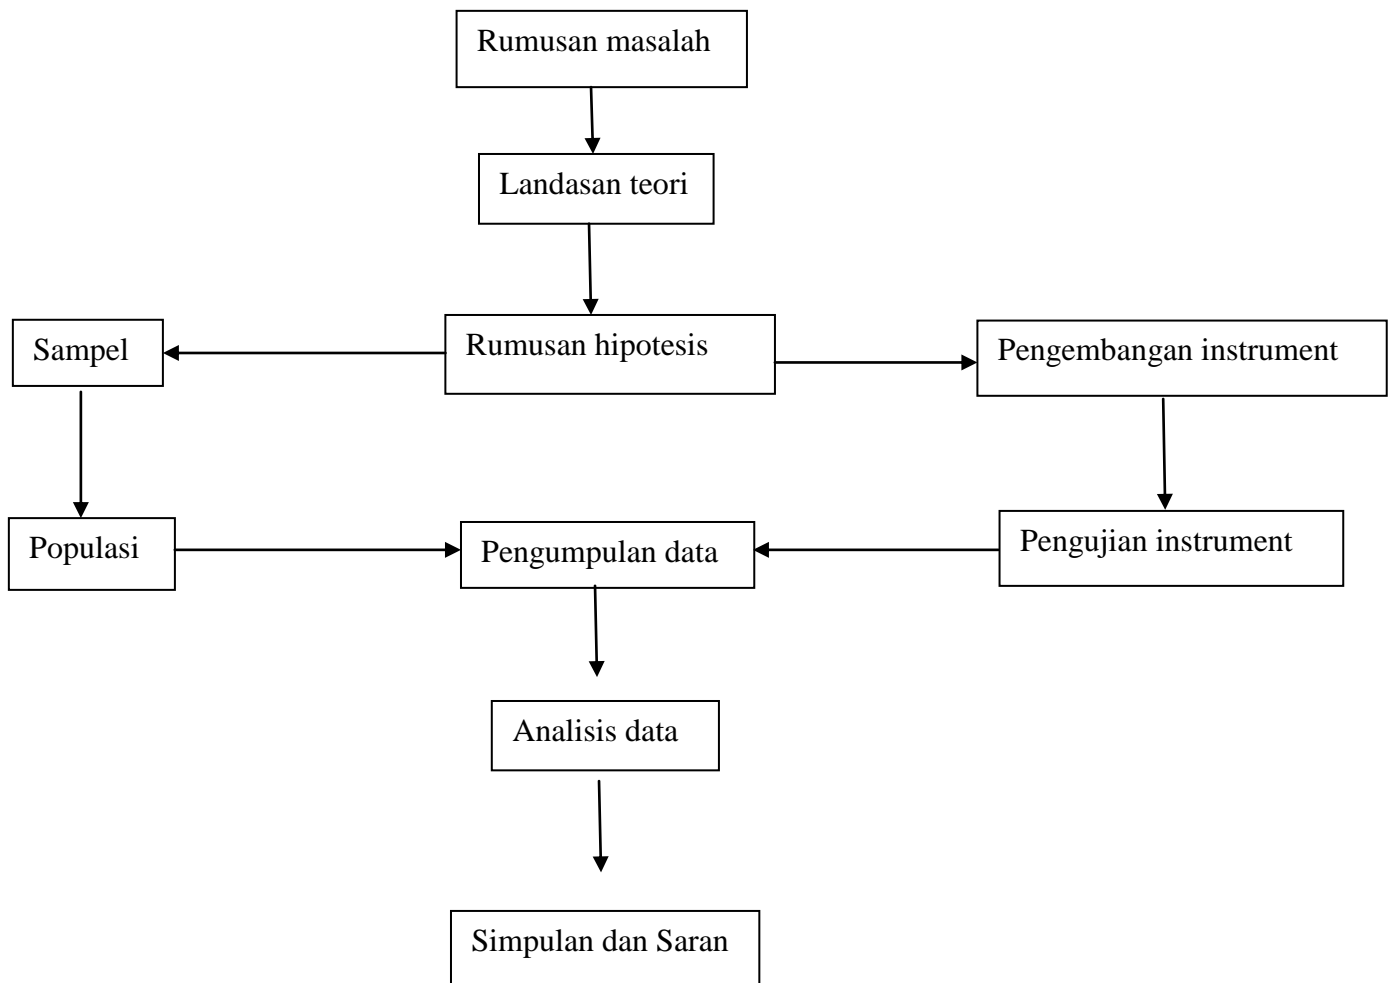 Rumusan masalah
Landasan teori
Sampel
Rumusan hipotesis
Pengembangan instrument
Populasi
Pengumpulan data
Pengujian instrument
Analisis data
Simpulan dan Saran